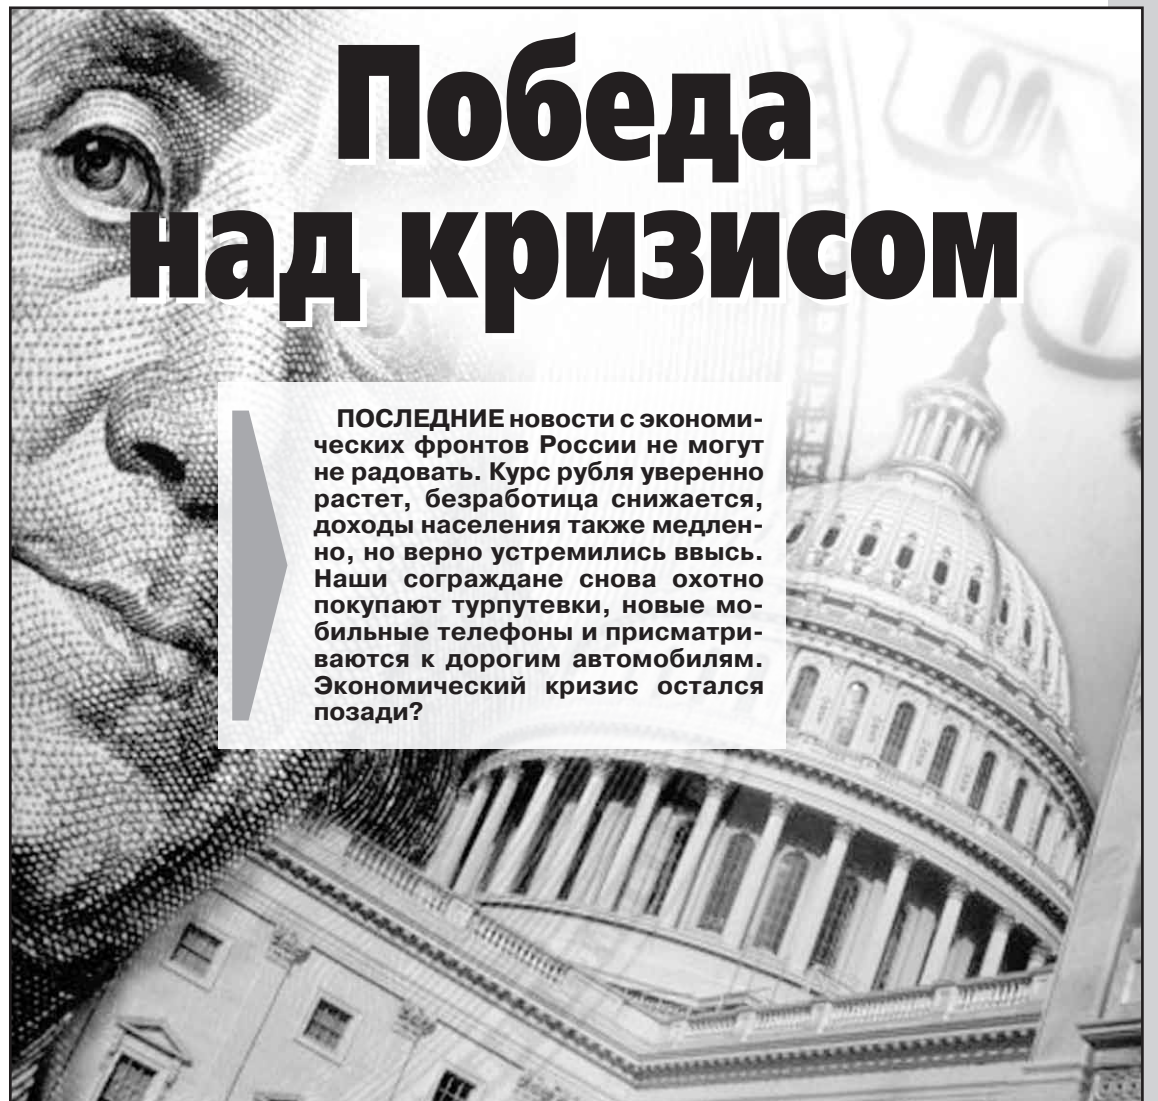 Победа
над кризисом
ПОСЛЕДНИЕ новости с экономи-
ческих фронтов России не могут
не радовать. Курс рубля уверенно
растет, безработица снижается,
доходы населения также медлен-
но, но верно устремились ввысь.
Наши сограждане снова охотно
покупают турпутевки, новые мо-
бильные телефоны и присматри-
ваются к дорогим автомобилям.
Экономический кризис остался
позади?